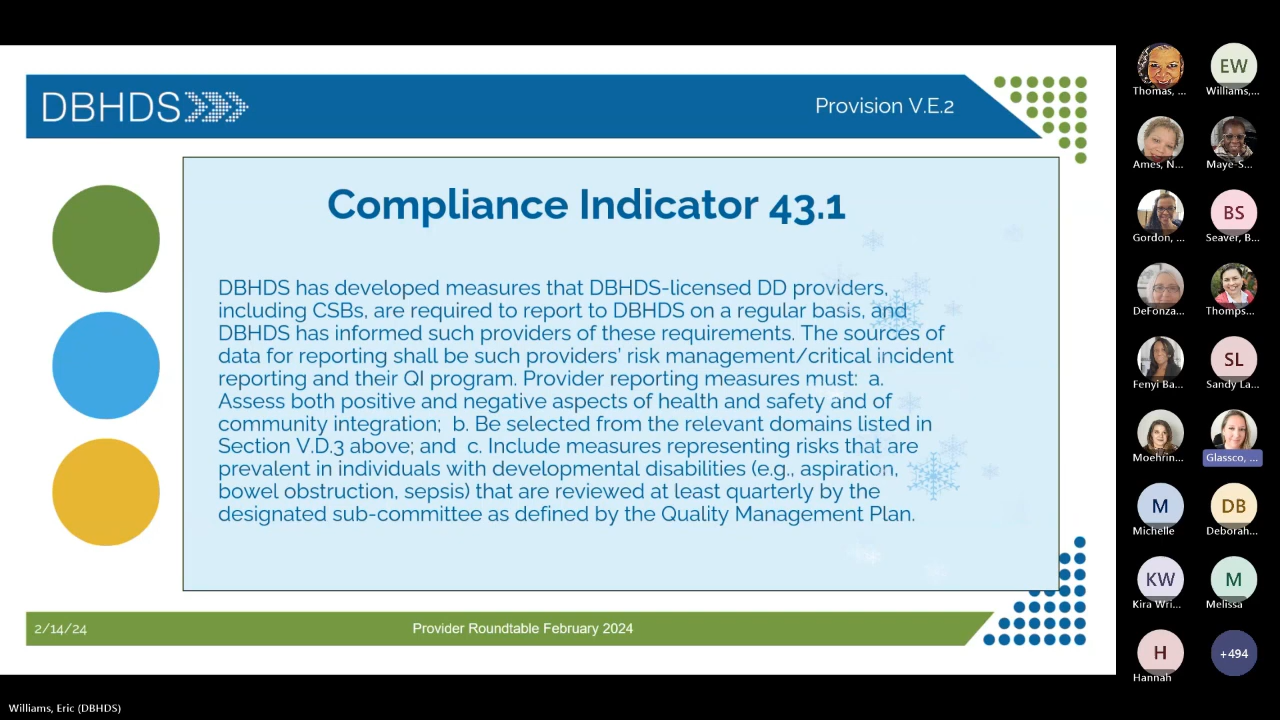 DBHDS
Provision V.E.2
Compliance Indicator 43.1
DBHDS has developed measures that DBHDS-licensed DD providers,
including CSBs, are required to report to DBHDS on a regular basis, and
DBHDS has informed such providers of these requirements. The sources of
data for reporting shall be such providers’ risk management/critical incident
reporting and their QI program. Provider reporting measures must:  a.
Assess both positive and negative aspects of health and safety and of
community integration;  b. Be selected from the relevant domains listed in
Section V.D.3 above; and  c. Include measures representing risks that are
prevalent in individuals with developmental disabilities (e.g., aspiration,
bowel obstruction, sepsis) that are reviewed at least quarterly by the
designated sub-committee as defined by the Quality Management Plan.
2/14/24
Provider Roundtable February 2024
Thomas, ...
EW
Williams,...
Ames, N...
Maye-S...
Gordon, ...
BS
Seaver, B...
DeFonza...
Thomps...
Fenyi Ba...
SL
Sandy La...
Moehrin...
Glassco, ...
M
Michelle
DB
Deborah...
KW
Kira Wri...
M
Melissa
H
Hannah
+494
Williams, Eric (DBHDS)